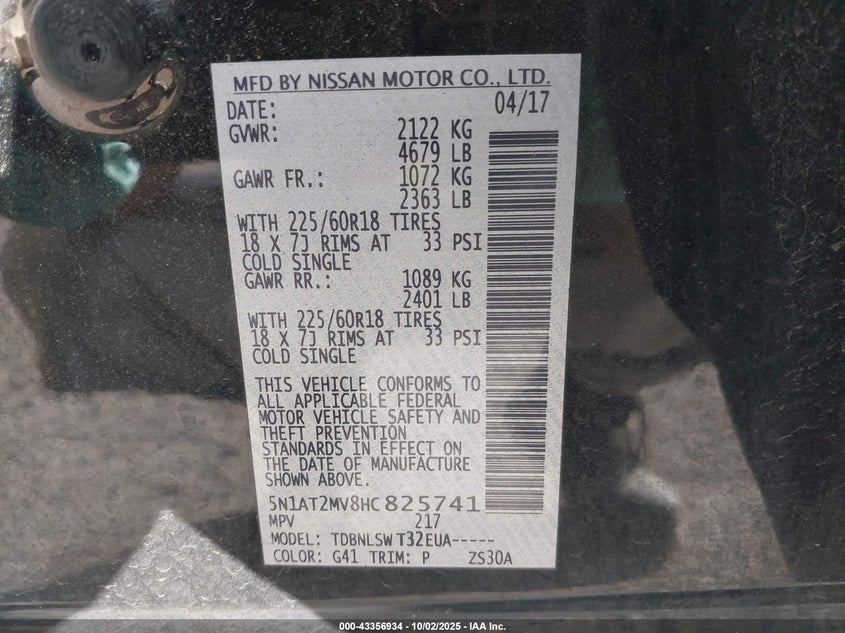 MFD BY NISSAN MOTOR CO., LTD.
DATE: 04/17
GVWR: 2122 KG
4679 LB
GAWR FR.: 1072 KG
2363 LB
WITH 225/60R18 TIRES
18 X 7J RIMS AT 33 PSI
COLD SINGLE
GAWR RR.: 1089 KG
2401 LB
WITH 225/60R18 TIRES
18 X 7J RIMS AT 33 PSI
COLD SINGLE
THIS VEHICLE CONFORMS TO
ALL APPLICABLE FEDERAL
MOTOR VEHICLE SAFETY AND
THEFT PREVENTION
STANDARDS IN EFFECT ON
THE DATE OF MANUFACTURE
SHOWN ABOVE.
5N1AT2MV8HC 825741
MPV 217
MODEL: TDBNLSW T32EUA-----
COLOR: G41 TRIM: P ZS30A
000-43356934 - 10/02/2025 - IAA Inc.